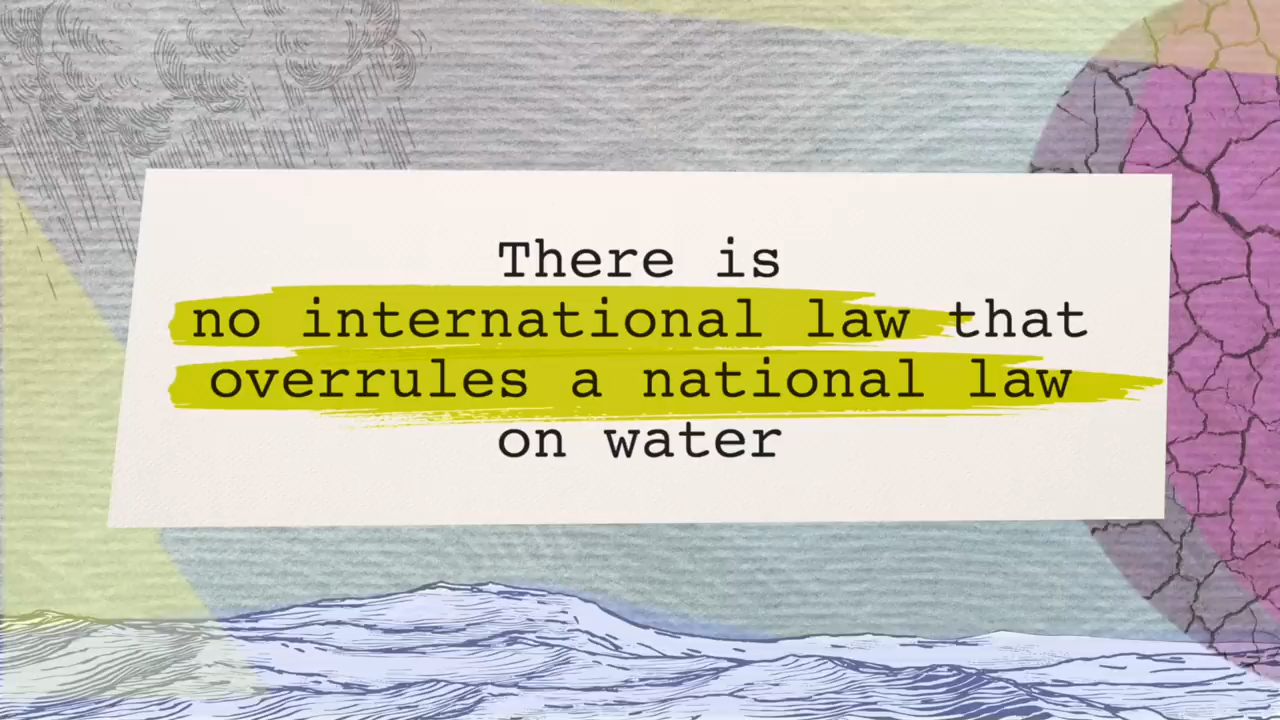 There is
no international law that
overrules a national law
on water